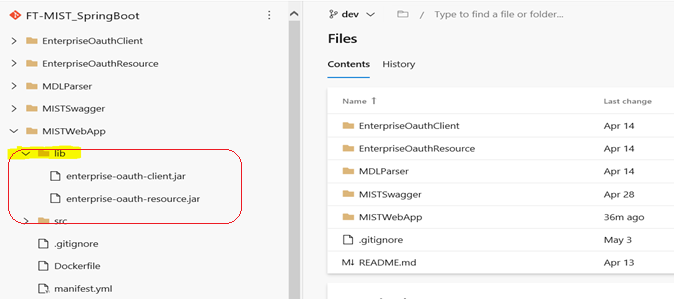 FT-MIST_SpringBoot
EnterpriseOauthClient
EnterpriseOauthResource
MDLParser
MISTSwagger
MISTWebApp
lib
enterprise-oauth-client.jar
enterprise-oauth-resource.jar
src
.gitignore
Dockerfile
manifest.yml
dev
/ Type to find a file or folder...
Files
Contents History
Name Last change
EnterpriseOauthClient Apr 14
EnterpriseOauthResource Apr 14
MDLParser Apr 14
MISTSwagger Apr 28
MISTWebApp 36m ago
.gitignore May 3
M↓ README.md Apr 13